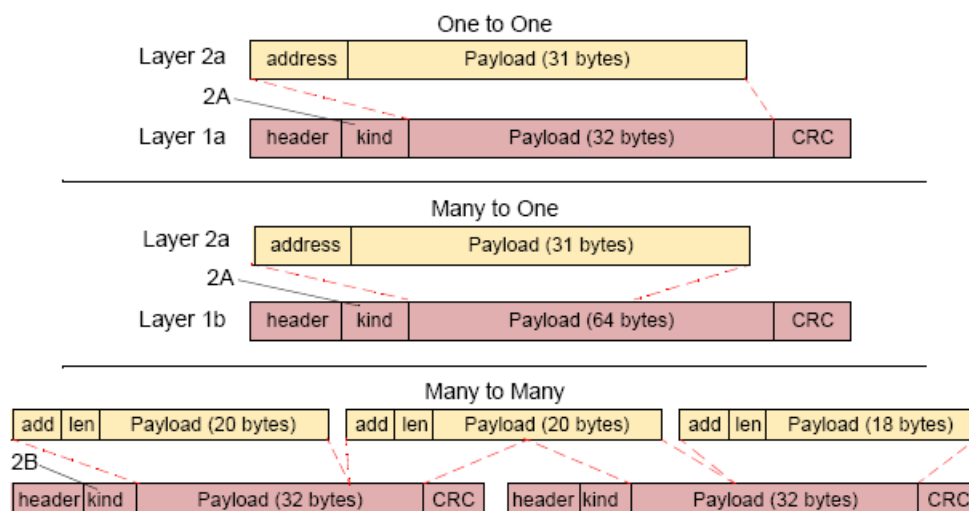 One to One
Layer 2a address Payload (31 bytes)
2A
Layer 1a header kind Payload (32 bytes) CRC
Many to One
Layer 2a address Payload (31 bytes)
2A
Layer 1b header kind Payload (64 bytes) CRC
Many to Many
add len Payload (20 bytes) add len Payload (20 bytes) add len Payload (18 bytes)
2B
header kind Payload (32 bytes) CRC header kind Payload (32 bytes) CRC